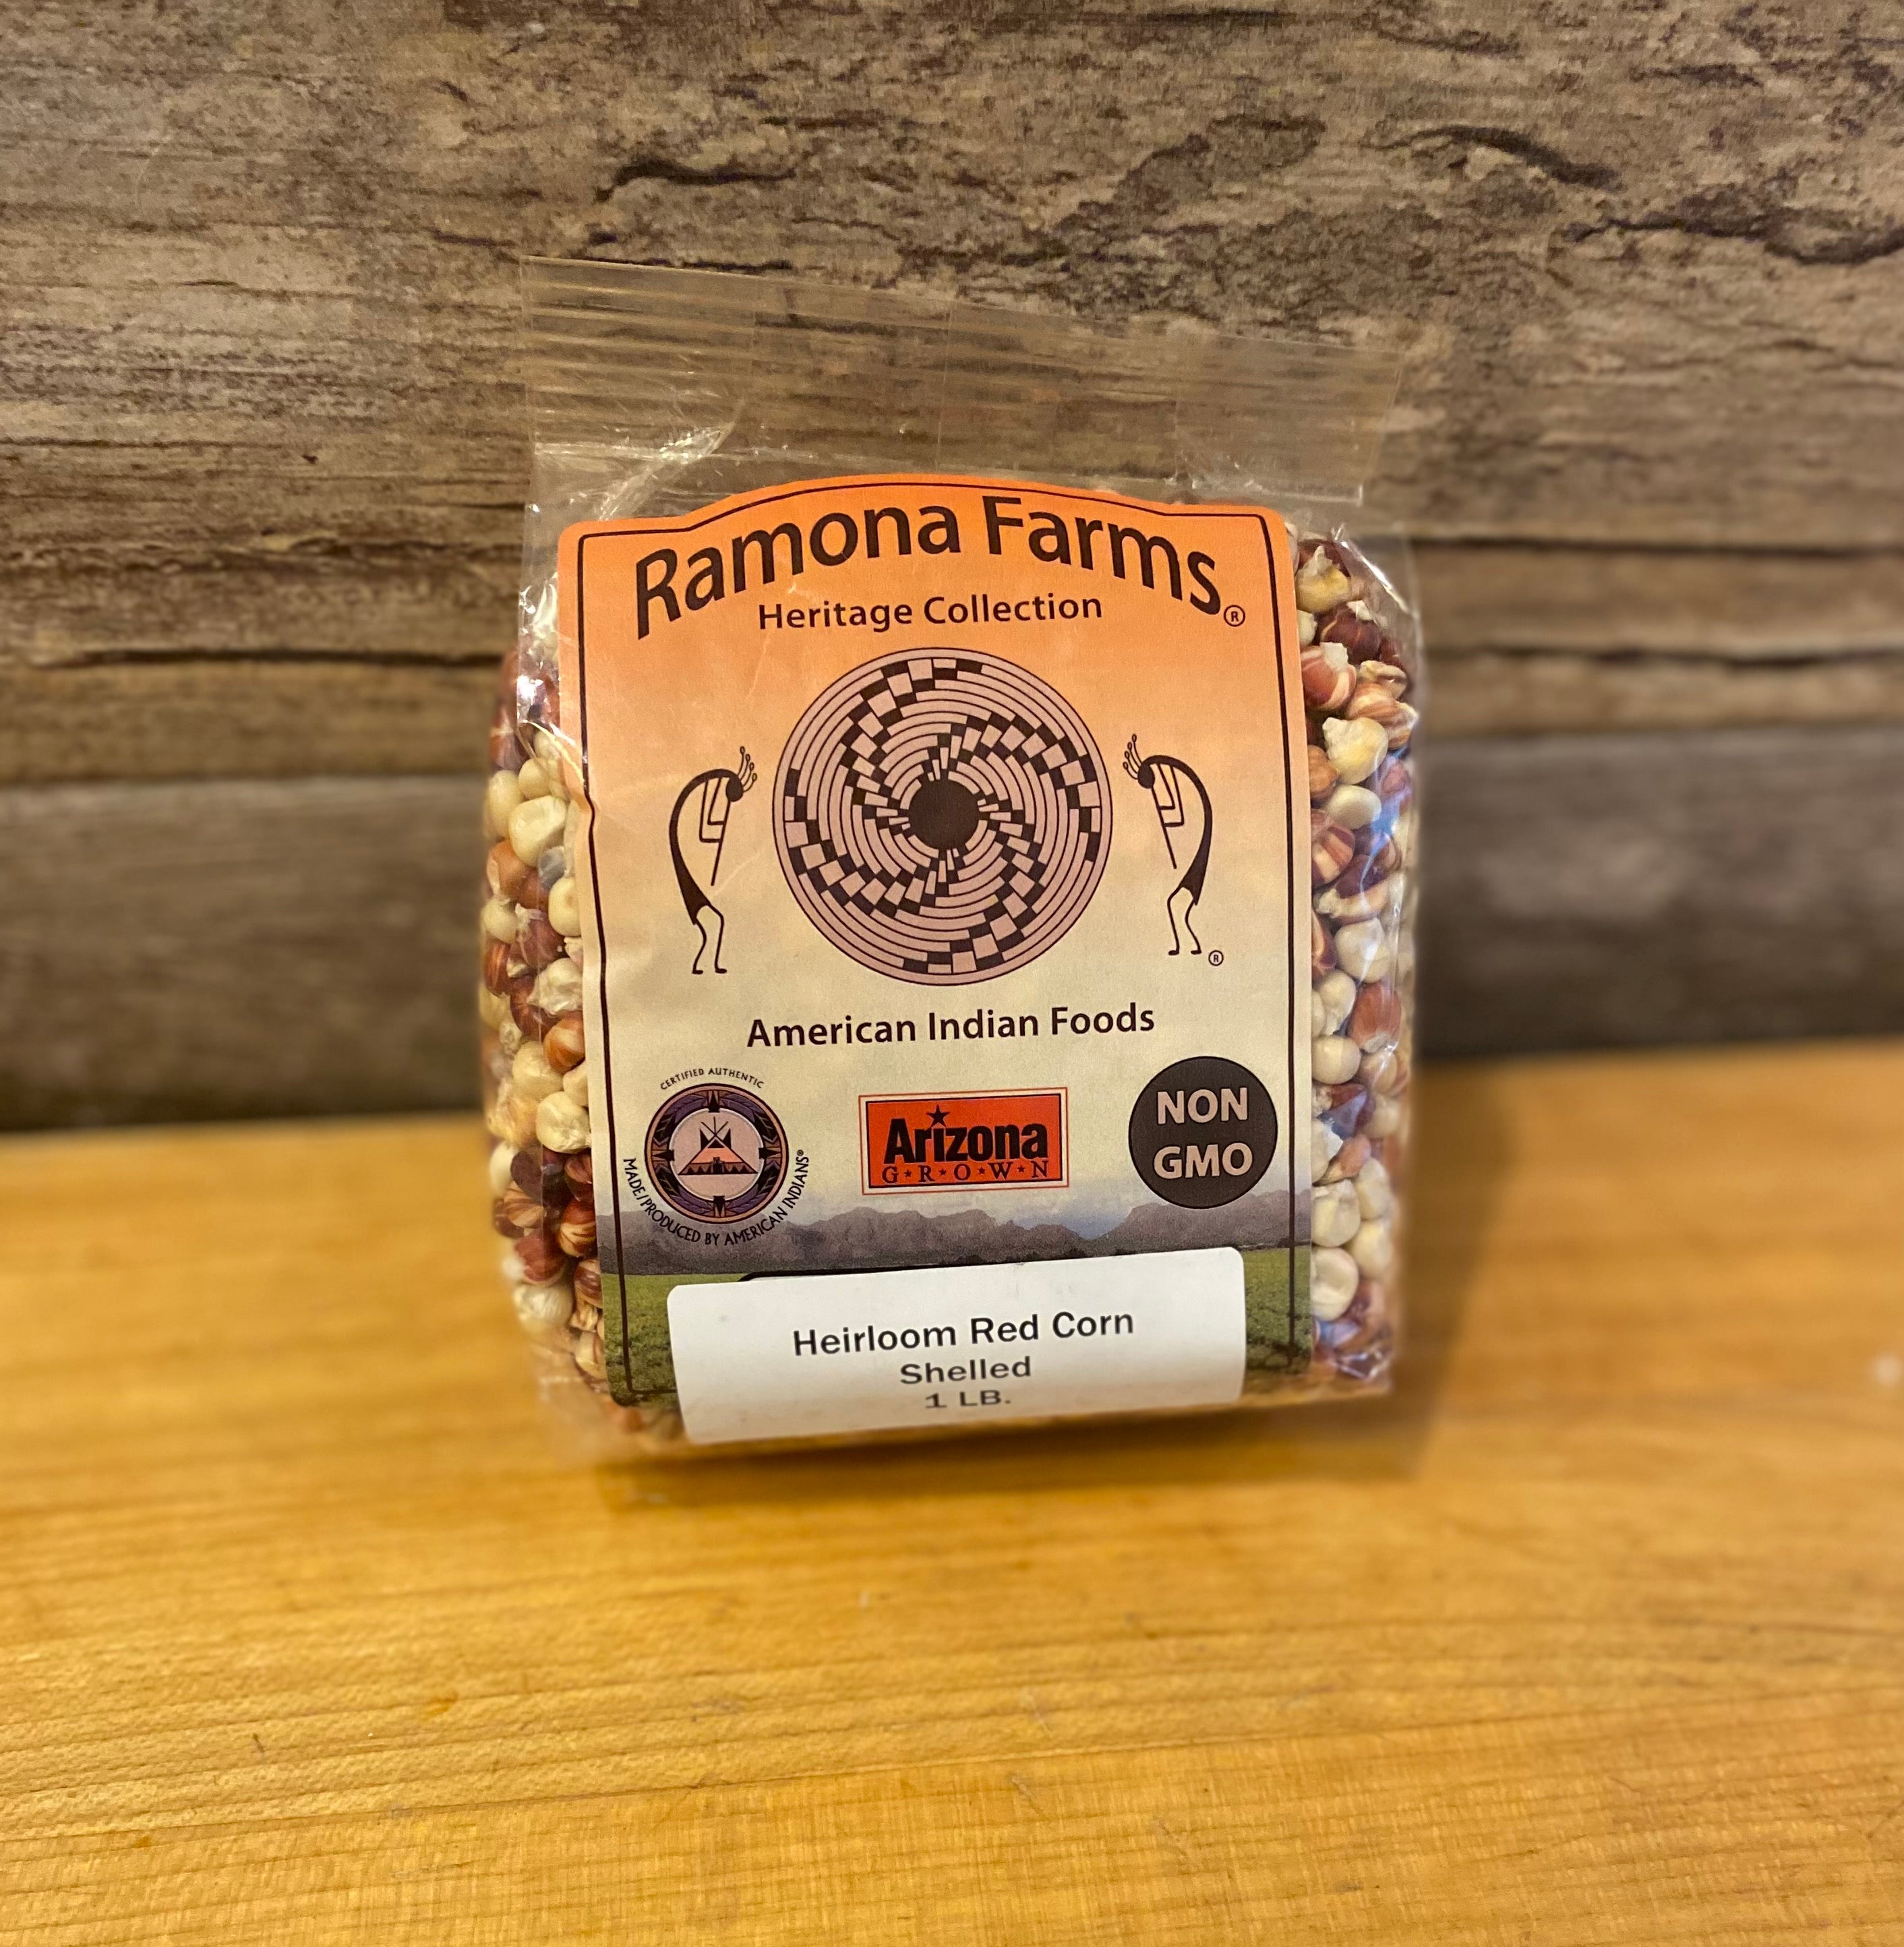 Ramona Farms®
Heritage Collection
®
American Indian Foods
CERTIFIED AUTHENTIC
MADE/PRODUCED BY AMERICAN INDIANS®
Arizona
G★R★O★W★N
NON
GMO
Heirloom Red Corn
Shelled
1 LB.